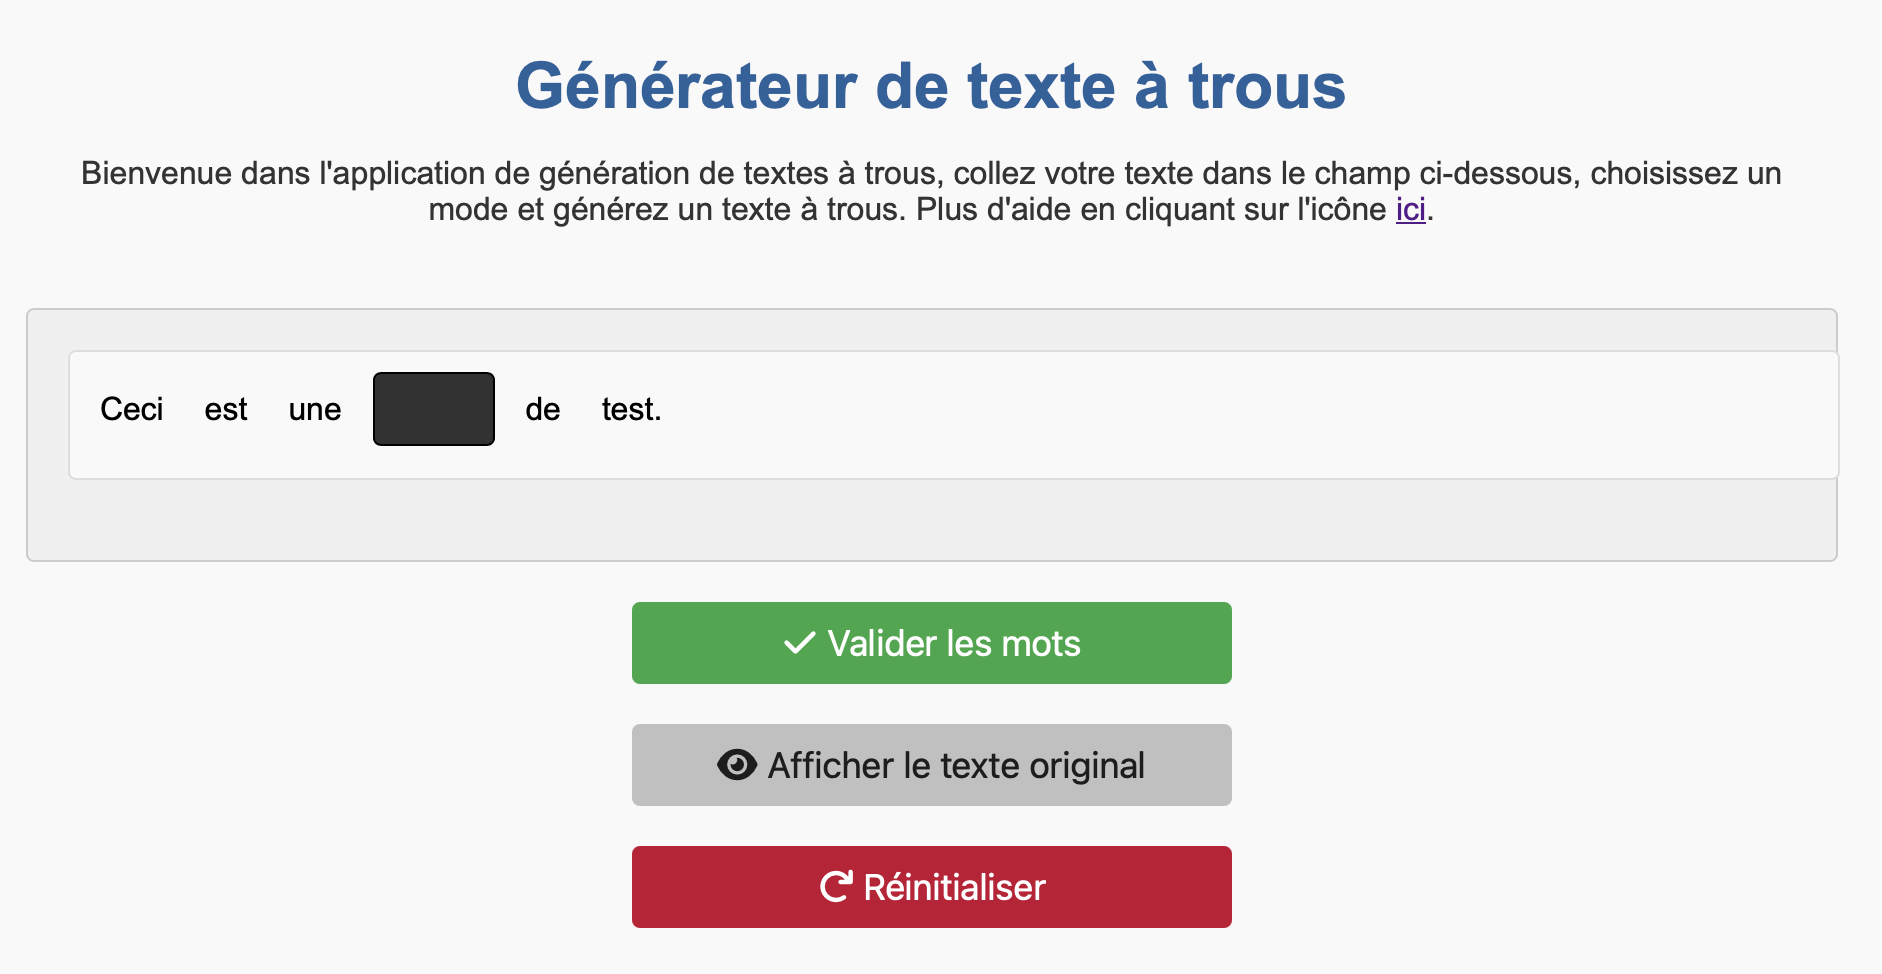 Générateur de texte à trous
Bienvenue dans l'application de génération de textes à trous, collez votre texte dans le champ ci-dessous, choisissez un
mode et générez un texte à trous. Plus d'aide en cliquant sur l'icône ici.
Ceci est une de test.
Valider les mots
Afficher le texte original
Réinitialiser